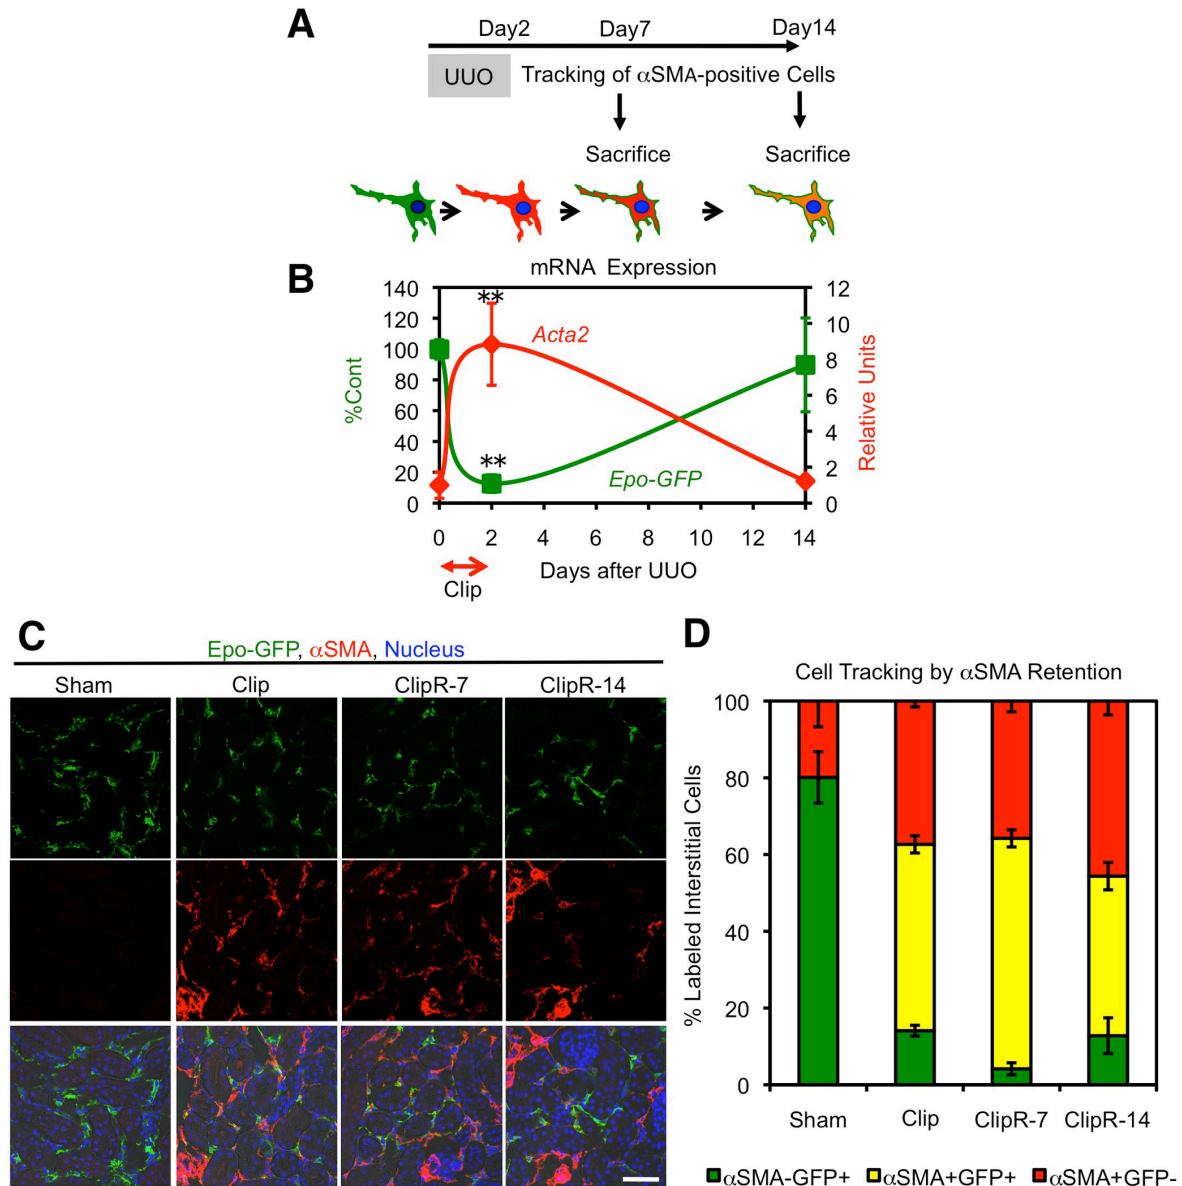 A
Day2 Day7 Day14
UUO Tracking of αSMA-positive Cells
Sacrifice Sacrifice
B
mRNA Expression
140 12
120 10
100 8
80 6
60 4
40 2
20 0
0
%Cont
Relative Units
**
Acta2
**
Epo-GFP
0 2 4 6 8 10 12 14
Clip
Days after UUO
C
Epo-GFP, αSMA, Nucleus
Sham Clip ClipR-7 ClipR-14
D
Cell Tracking by αSMA Retention
% Labeled Interstitial Cells
100
80
60
40
20
0
Sham Clip ClipR-7 ClipR-14
αSMA-GFP+ αSMA+GFP+ αSMA+GFP-